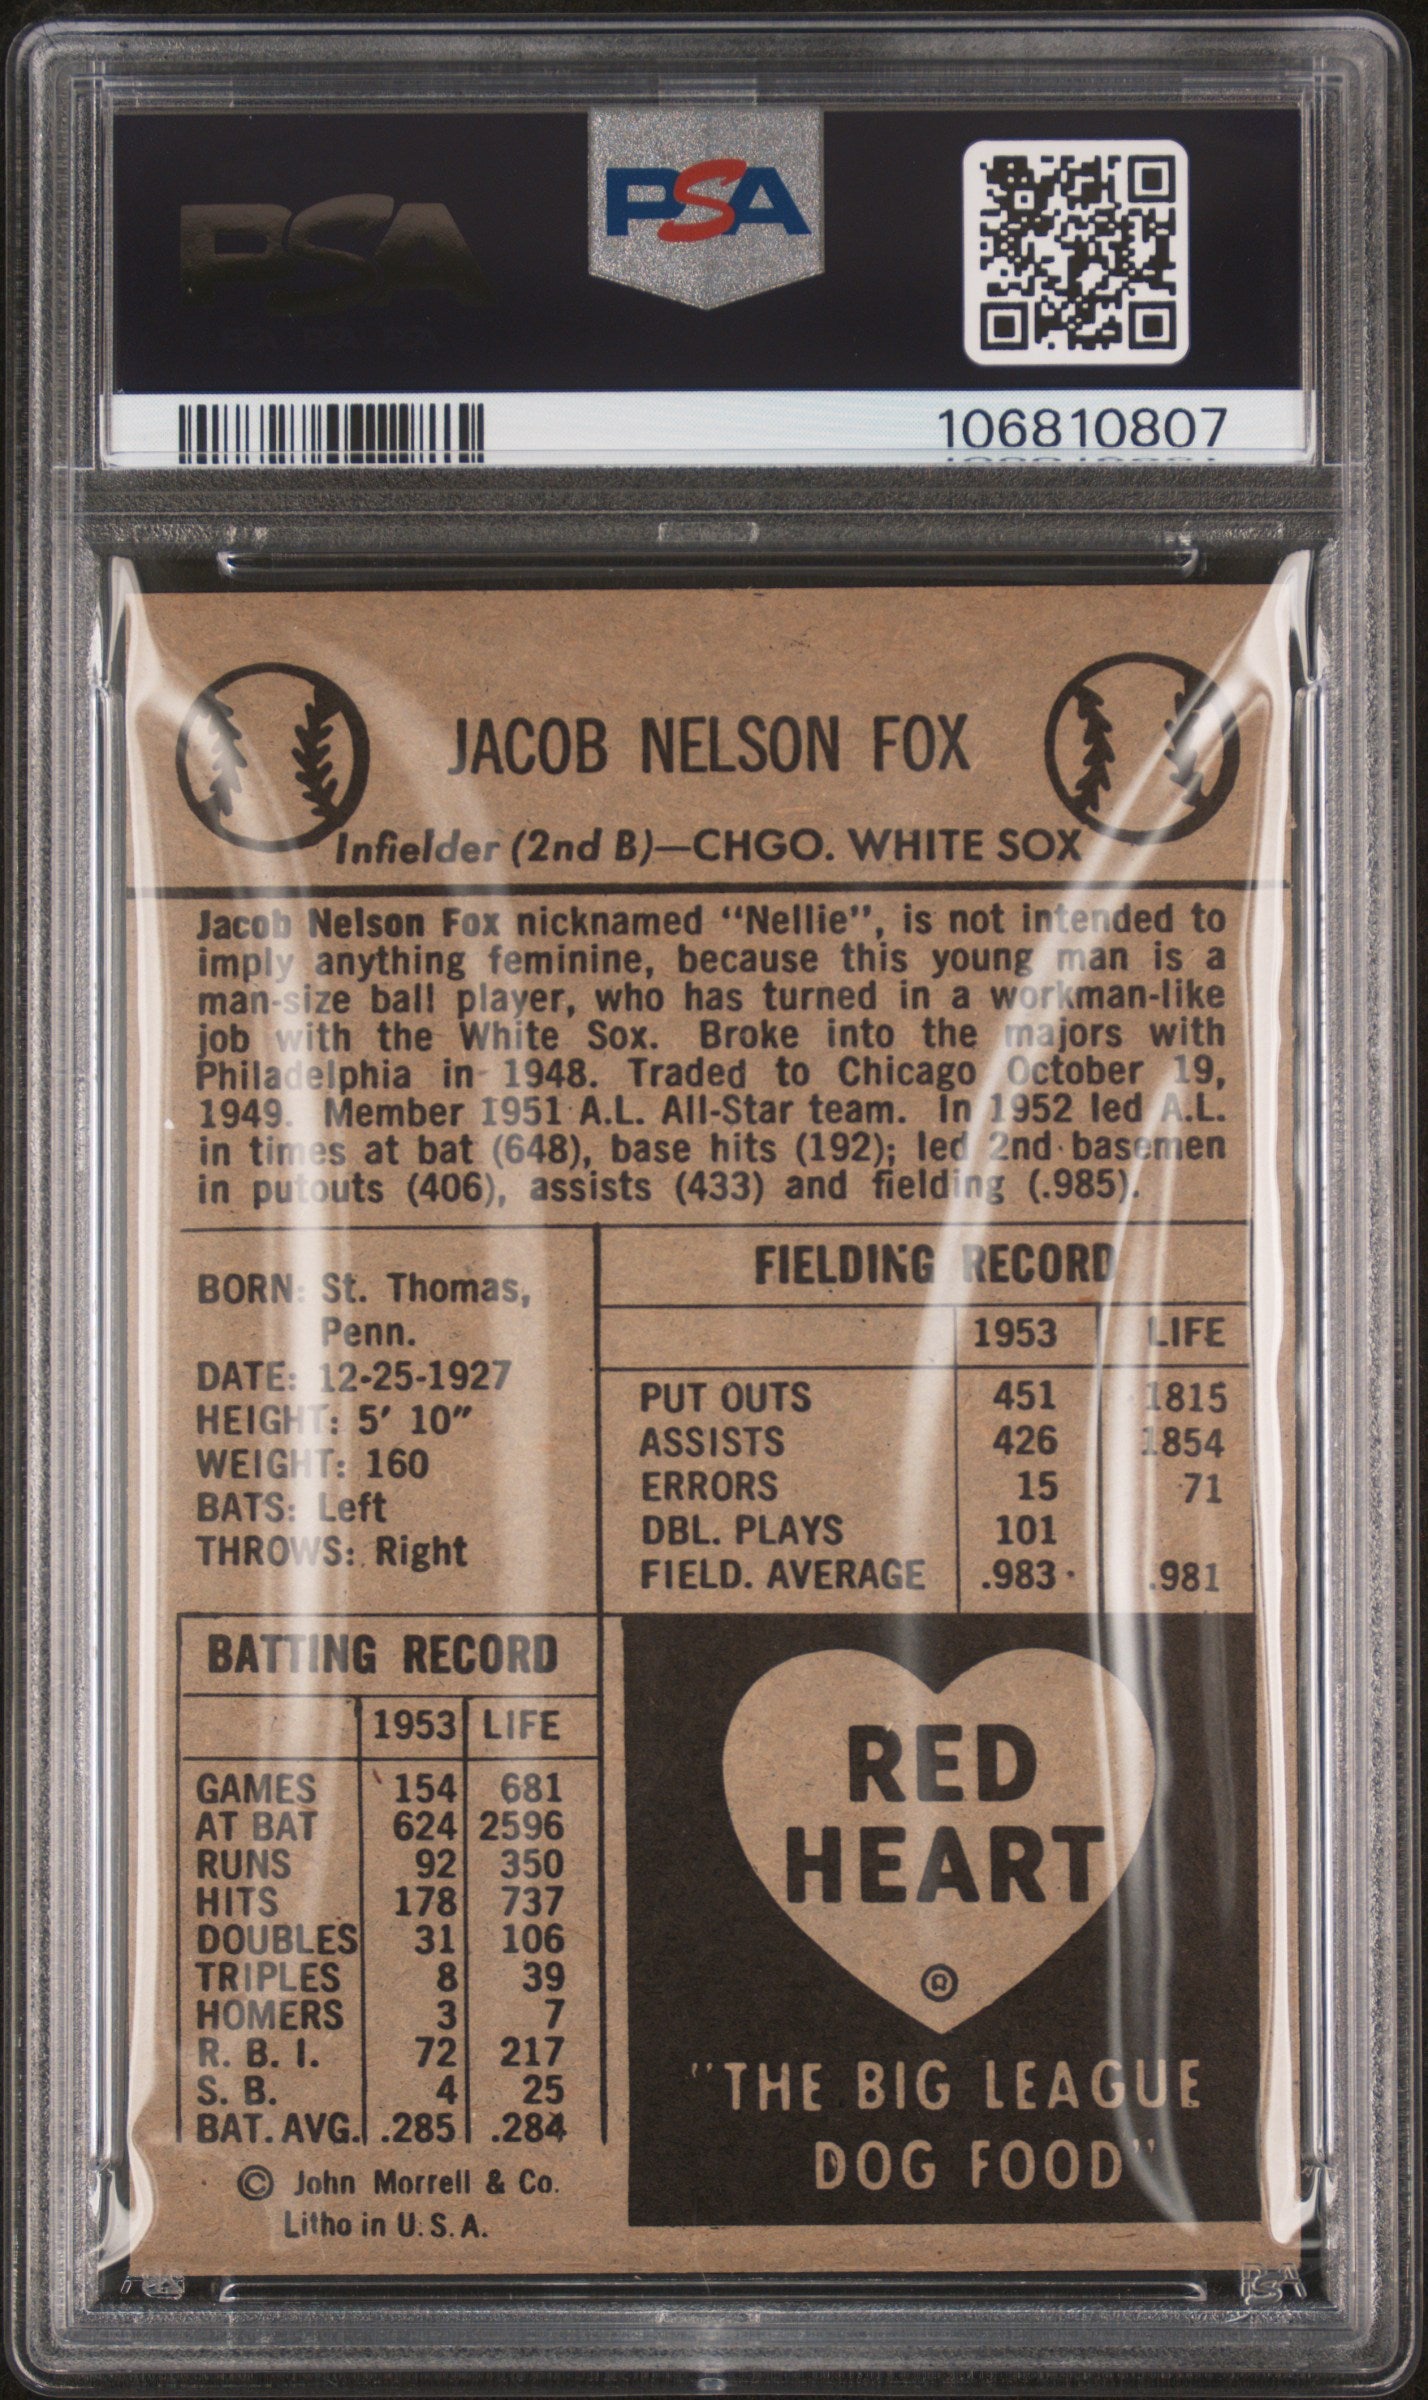 PSA
PSA
106810807
JACOB NELSON FOX
Infielder (2nd B)—CHGO. WHITE SOX
Jacob Nelson Fox nicknamed "Nellie", is not intended to
imply anything feminine, because this young man is a
man-size ball player, who has turned in a workman-like
job with the White Sox. Broke into the majors with
Philadelphia in 1948. Traded to Chicago October 19,
1949. Member 1951 A.L. All-Star team. In 1952 led A.L.
in times at bat (648), base hits (192); led 2nd basemen
in putouts (406), assists (433) and fielding (.985).
BORN: St. Thomas,
Penn.
DATE: 12-25-1927
HEIGHT: 5' 10"
WEIGHT: 160
BATS: Left
THROWS: Right
FIELDING RECORD
1953 LIFE
PUT OUTS 451 1815
ASSISTS 426 1854
ERRORS 15 71
DBL. PLAYS 101
FIELD. AVERAGE .983 .981
BATTING RECORD
1953 LIFE
GAMES 154 681
AT BAT 624 2596
RUNS 92 350
HITS 178 737
DOUBLES 31 106
TRIPLES 8 39
HOMERS 3 7
R. B. I. 72 217
S. B. 4 25
BAT. AVG. .285 .284
© John Morrell & Co.
Litho in U. S. A.
RED
HEART
®
"THE BIG LEAGUE
DOG FOOD"
PSA